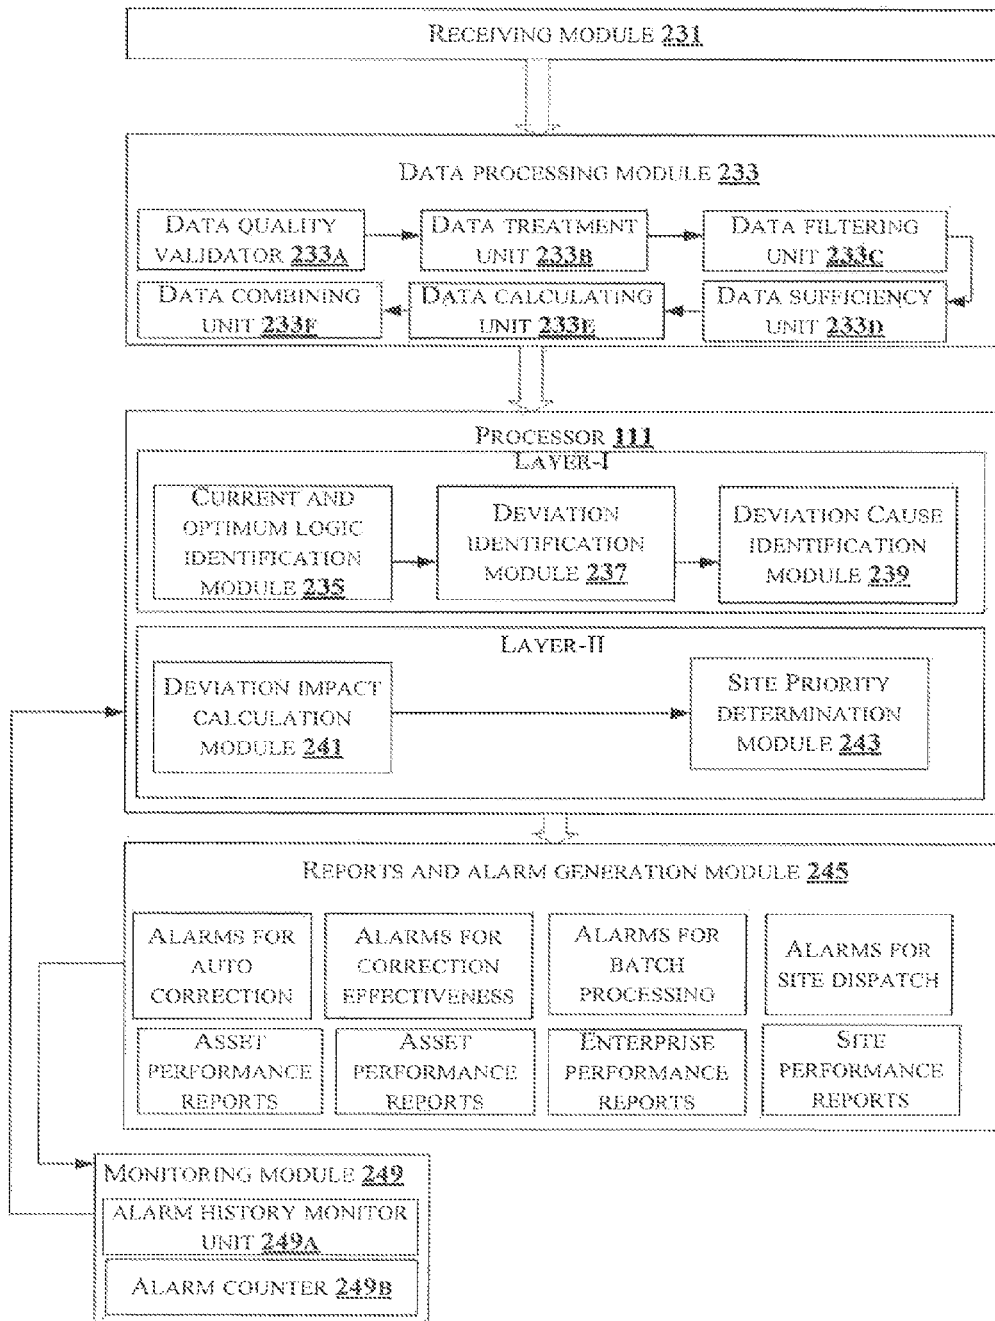 RECEIVING MODULE 231
DATA PROCESSING MODULE 233
DATA QUALITY
VALIDATOR 233A
DATA TREATMENT
UNIT 233B
DATA FILTERING
UNIT 233C
DATA SUFFICIENCY
UNIT 233D
DATA CALCULATING
UNIT 233E
DATA COMBINING
UNIT 233F
PROCESSOR 111
LAYER-I
CURRENT AND
OPTIMUM LOGIC
IDENTIFICATION
MODULE 235
DEVIATION
IDENTIFICATION
MODULE 237
DEVIATION CAUSE
IDENTIFICATION
MODULE 239
LAYER-II
DEVIATION IMPACT
CALCULATION
MODULE 241
SITE PRIORITY
DETERMINATION
MODULE 243
REPORTS AND ALARM GENERATION MODULE 245
ALARMS FOR
AUTO
CORRECTION
ALARMS FOR
CORRECTION
EFFECTIVENESS
ALARMS FOR
BATCH
PROCESSING
ALARMS FOR
SITE DISPATCH
ASSET
PERFORMANCE
REPORTS
ASSET
PERFORMANCE
REPORTS
ENTERPRISE
PERFORMANCE
REPORTS
SITE
PERFORMANCE
REPORTS
MONITORING MODULE 249
ALARM HISTORY MONITOR
UNIT 249A
ALARM COUNTER 249B